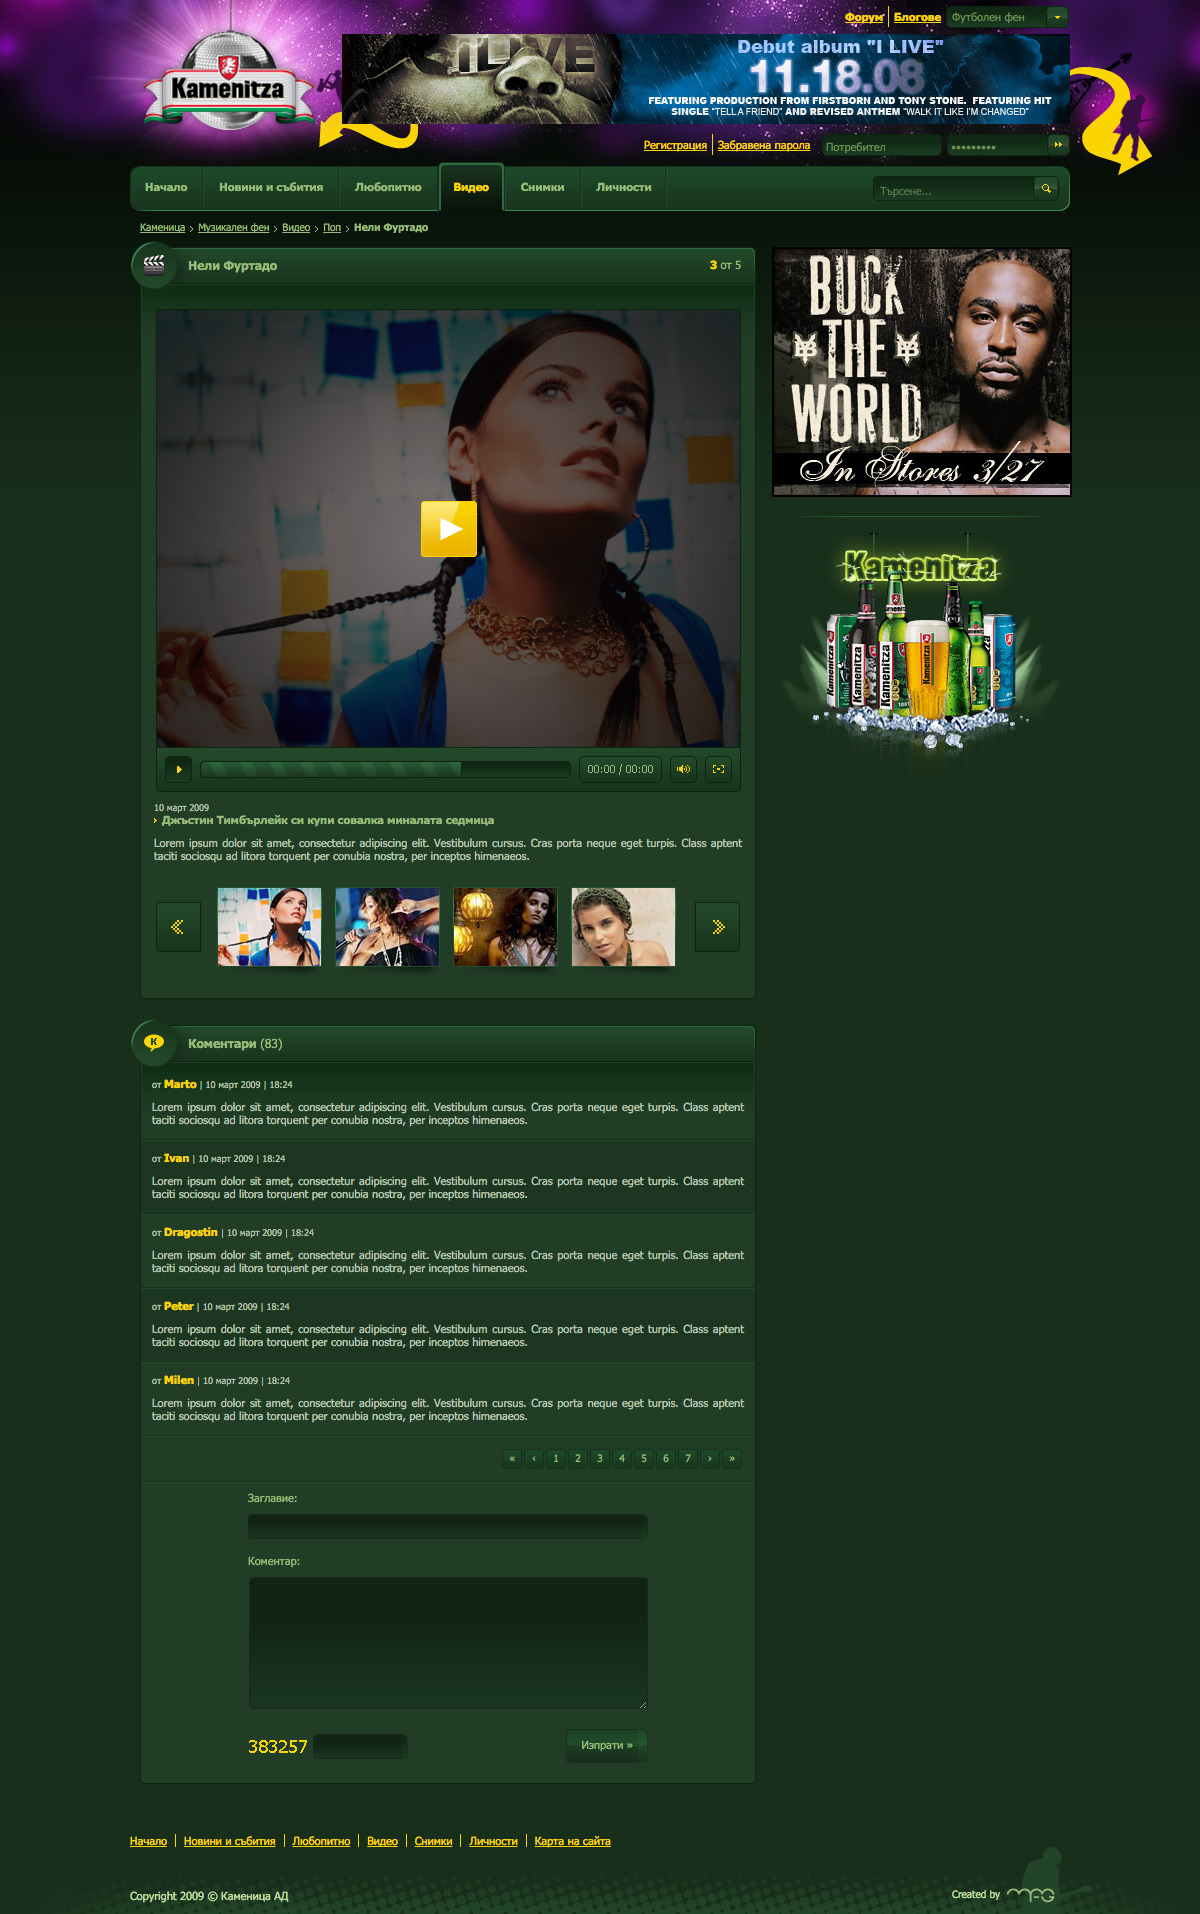 Форум Блогове Футболен фен
Kamenitza
I LIVE
Debut album "I LIVE"
11.18.08
FEATURING PRODUCTION FROM FIRSTBORN AND TONY STONE. FEATURING HIT
SINGLE "TELL A FRIEND" AND REVISED ANTHEM "WALK IT LIKE I'M CHANGED"
Регистрация Забравена парола Потребител •••••••••
Начало Новини и събития Любопитно Видео Снимки Личности Търсене...
Каменица > Музикален фен > Видео > Поп > Нели Фуртадо
Нели Фуртадо 3 от 5
BUCK
THE
WORLD
In Stores 3/27
Kamenitza
Kamenitza
Kamenitza
Kamenitza
Kamenitza
00:00 / 00:00
10 март 2009
Джъстин Тимбърлейк си купи совалка миналата седмица
Lorem ipsum dolor sit amet, consectetur adipiscing elit. Vestibulum cursus. Cras porta neque eget turpis. Class aptent
taciti sociosqu ad litora torquent per conubia nostra, per inceptos himenaeos.
K
Коментари (83)
от Marto | 10 март 2009 | 18:24
Lorem ipsum dolor sit amet, consectetur adipiscing elit. Vestibulum cursus. Cras porta neque eget turpis. Class aptent
taciti sociosqu ad litora torquent per conubia nostra, per inceptos himenaeos.
от Ivan | 10 март 2009 | 18:24
Lorem ipsum dolor sit amet, consectetur adipiscing elit. Vestibulum cursus. Cras porta neque eget turpis. Class aptent
taciti sociosqu ad litora torquent per conubia nostra, per inceptos himenaeos.
от Dragostin | 10 март 2009 | 18:24
Lorem ipsum dolor sit amet, consectetur adipiscing elit. Vestibulum cursus. Cras porta neque eget turpis. Class aptent
taciti sociosqu ad litora torquent per conubia nostra, per inceptos himenaeos.
от Peter | 10 март 2009 | 18:24
Lorem ipsum dolor sit amet, consectetur adipiscing elit. Vestibulum cursus. Cras porta neque eget turpis. Class aptent
taciti sociosqu ad litora torquent per conubia nostra, per inceptos himenaeos.
от Milen | 10 март 2009 | 18:24
Lorem ipsum dolor sit amet, consectetur adipiscing elit. Vestibulum cursus. Cras porta neque eget turpis. Class aptent
taciti sociosqu ad litora torquent per conubia nostra, per inceptos himenaeos.
« ‹ 1 2 3 4 5 6 7 › »
Заглавие:
Коментар:
383257 Изпрати »
Начало | Новини и събития | Любопитно | Видео | Снимки | Личности | Карта на сайта
Copyright 2009 © Каменица АД Created by